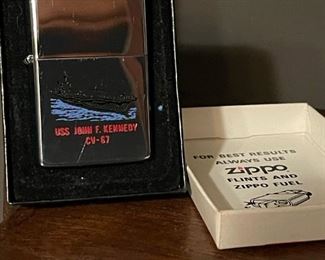 USS JOHN F. KENNEDY
CV-67
FOR BEST RESULTS
ALWAYS USE
ZIPPO
FLINTS AND
ZIPPO FUEL